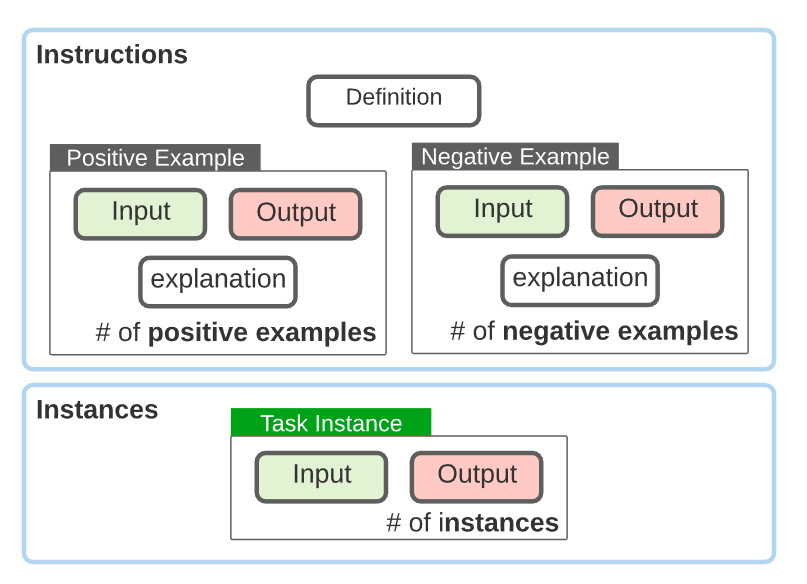 Instructions
Definition
Positive Example
Input
Output
explanation
# of positive examples
Negative Example
Input
Output
explanation
# of negative examples
Instances
Task Instance
Input
Output
# of instances